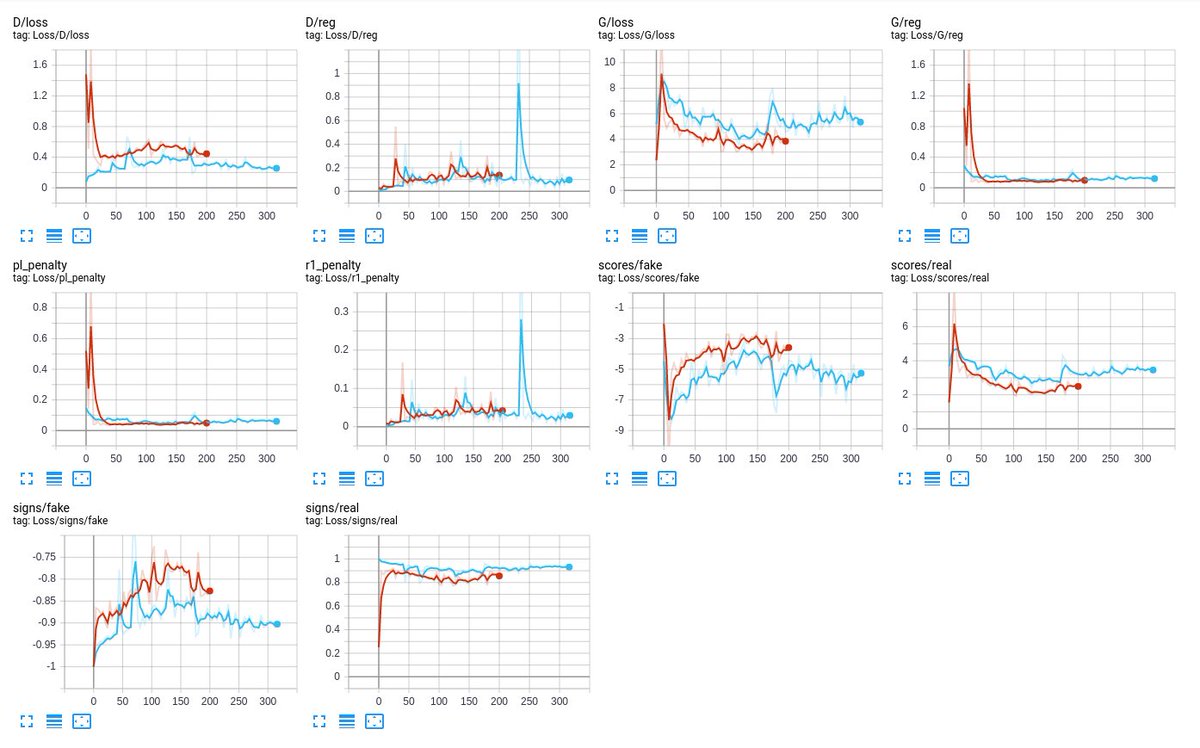 D/loss
tag: Loss/D/loss
1.6
1.2
0.8
0.4
0
0 50 100 150 200 250 300
D/reg
tag: Loss/D/reg
1
0.8
0.6
0.4
0.2
0
0 50 100 150 200 250 300
G/loss
tag: Loss/G/loss
10
8
6
4
2
0
0 50 100 150 200 250 300
G/reg
tag: Loss/G/reg
1.6
1.2
0.8
0.4
0
0 50 100 150 200 250 300
pl_penalty
tag: Loss/pl_penalty
0.8
0.6
0.4
0.2
0
0 50 100 150 200 250 300
r1_penalty
tag: Loss/r1_penalty
0.3
0.2
0.1
0
0 50 100 150 200 250 300
scores/fake
tag: Loss/scores/fake
-1
-3
-5
-7
-9
0 50 100 150 200 250 300
scores/real
tag: Loss/scores/real
6
4
2
0
0 50 100 150 200 250 300
signs/fake
tag: Loss/signs/fake
-0.75
-0.8
-0.85
-0.9
-0.95
-1
0 50 100 150 200 250 300
signs/real
tag: Loss/signs/real
1
0.8
0.6
0.4
0.2
0
0 50 100 150 200 250 300